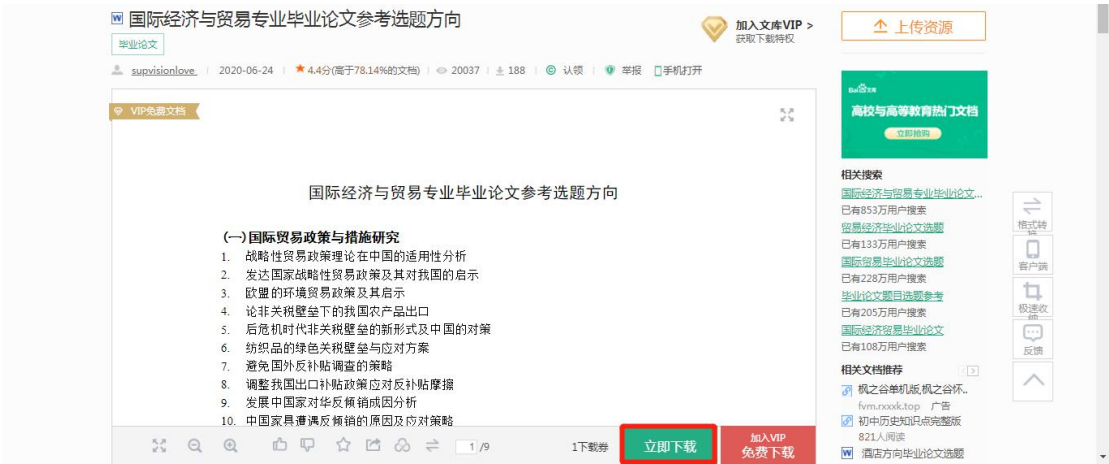 国际经济与贸易专业毕业论文参考选题方向
加入文库VIP >
获取下载特权
上传资源
毕业论文
supvisionlove 2020-06-24 4.4分(高于78.14%的文档) 20037 188 认领 举报 手机打开
VIP免费文档
国际经济与贸易专业毕业论文参考选题方向
(一)国际贸易政策与措施研究
1. 战略性贸易政策理论在中国的适用性分析
2. 发达国家战略性贸易政策及其对我国的启示
3. 欧盟的环境贸易政策及其启示
4. 论非关税壁垒下的我国农产品出口
5. 后危机时代非关税壁垒的新形式及中国的对策
6. 纺织品的绿色关税壁垒与应对方案
7. 避免国外反补贴调查的策略
8. 调整我国出口补贴政策应对反补贴摩擦
9. 发展中国家对华反倾销成因分析
10. 中国家具遭遇反倾销的原因及应对策略
1 /9
1下载券
立即下载
加入VIP
免费下载
Bai 文库
高校与高等教育热门文档
立即抢购
相关搜索
国际经济与贸易专业毕业论文...
已有853万用户搜索
贸易经济毕业论文选题
已有133万用户搜索
国际贸易毕业论文选题
已有228万用户搜索
毕业论文题目选题参考
已有205万用户搜索
国际经济贸易毕业论文
已有108万用户搜索
相关文档推荐
枫之谷单机版,枫之谷怀..
fvm.rxxxk.top 广告
初中历史知识点完整版
821人阅读
酒店方向毕业论文选题
格式转
客户端
极速收
反馈